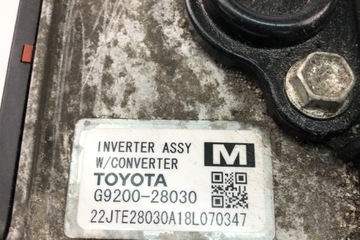 INVERTER ASSY
W/CONVERTER
M
TOYOTA
G9200-28030
22JTE28030A18L070347